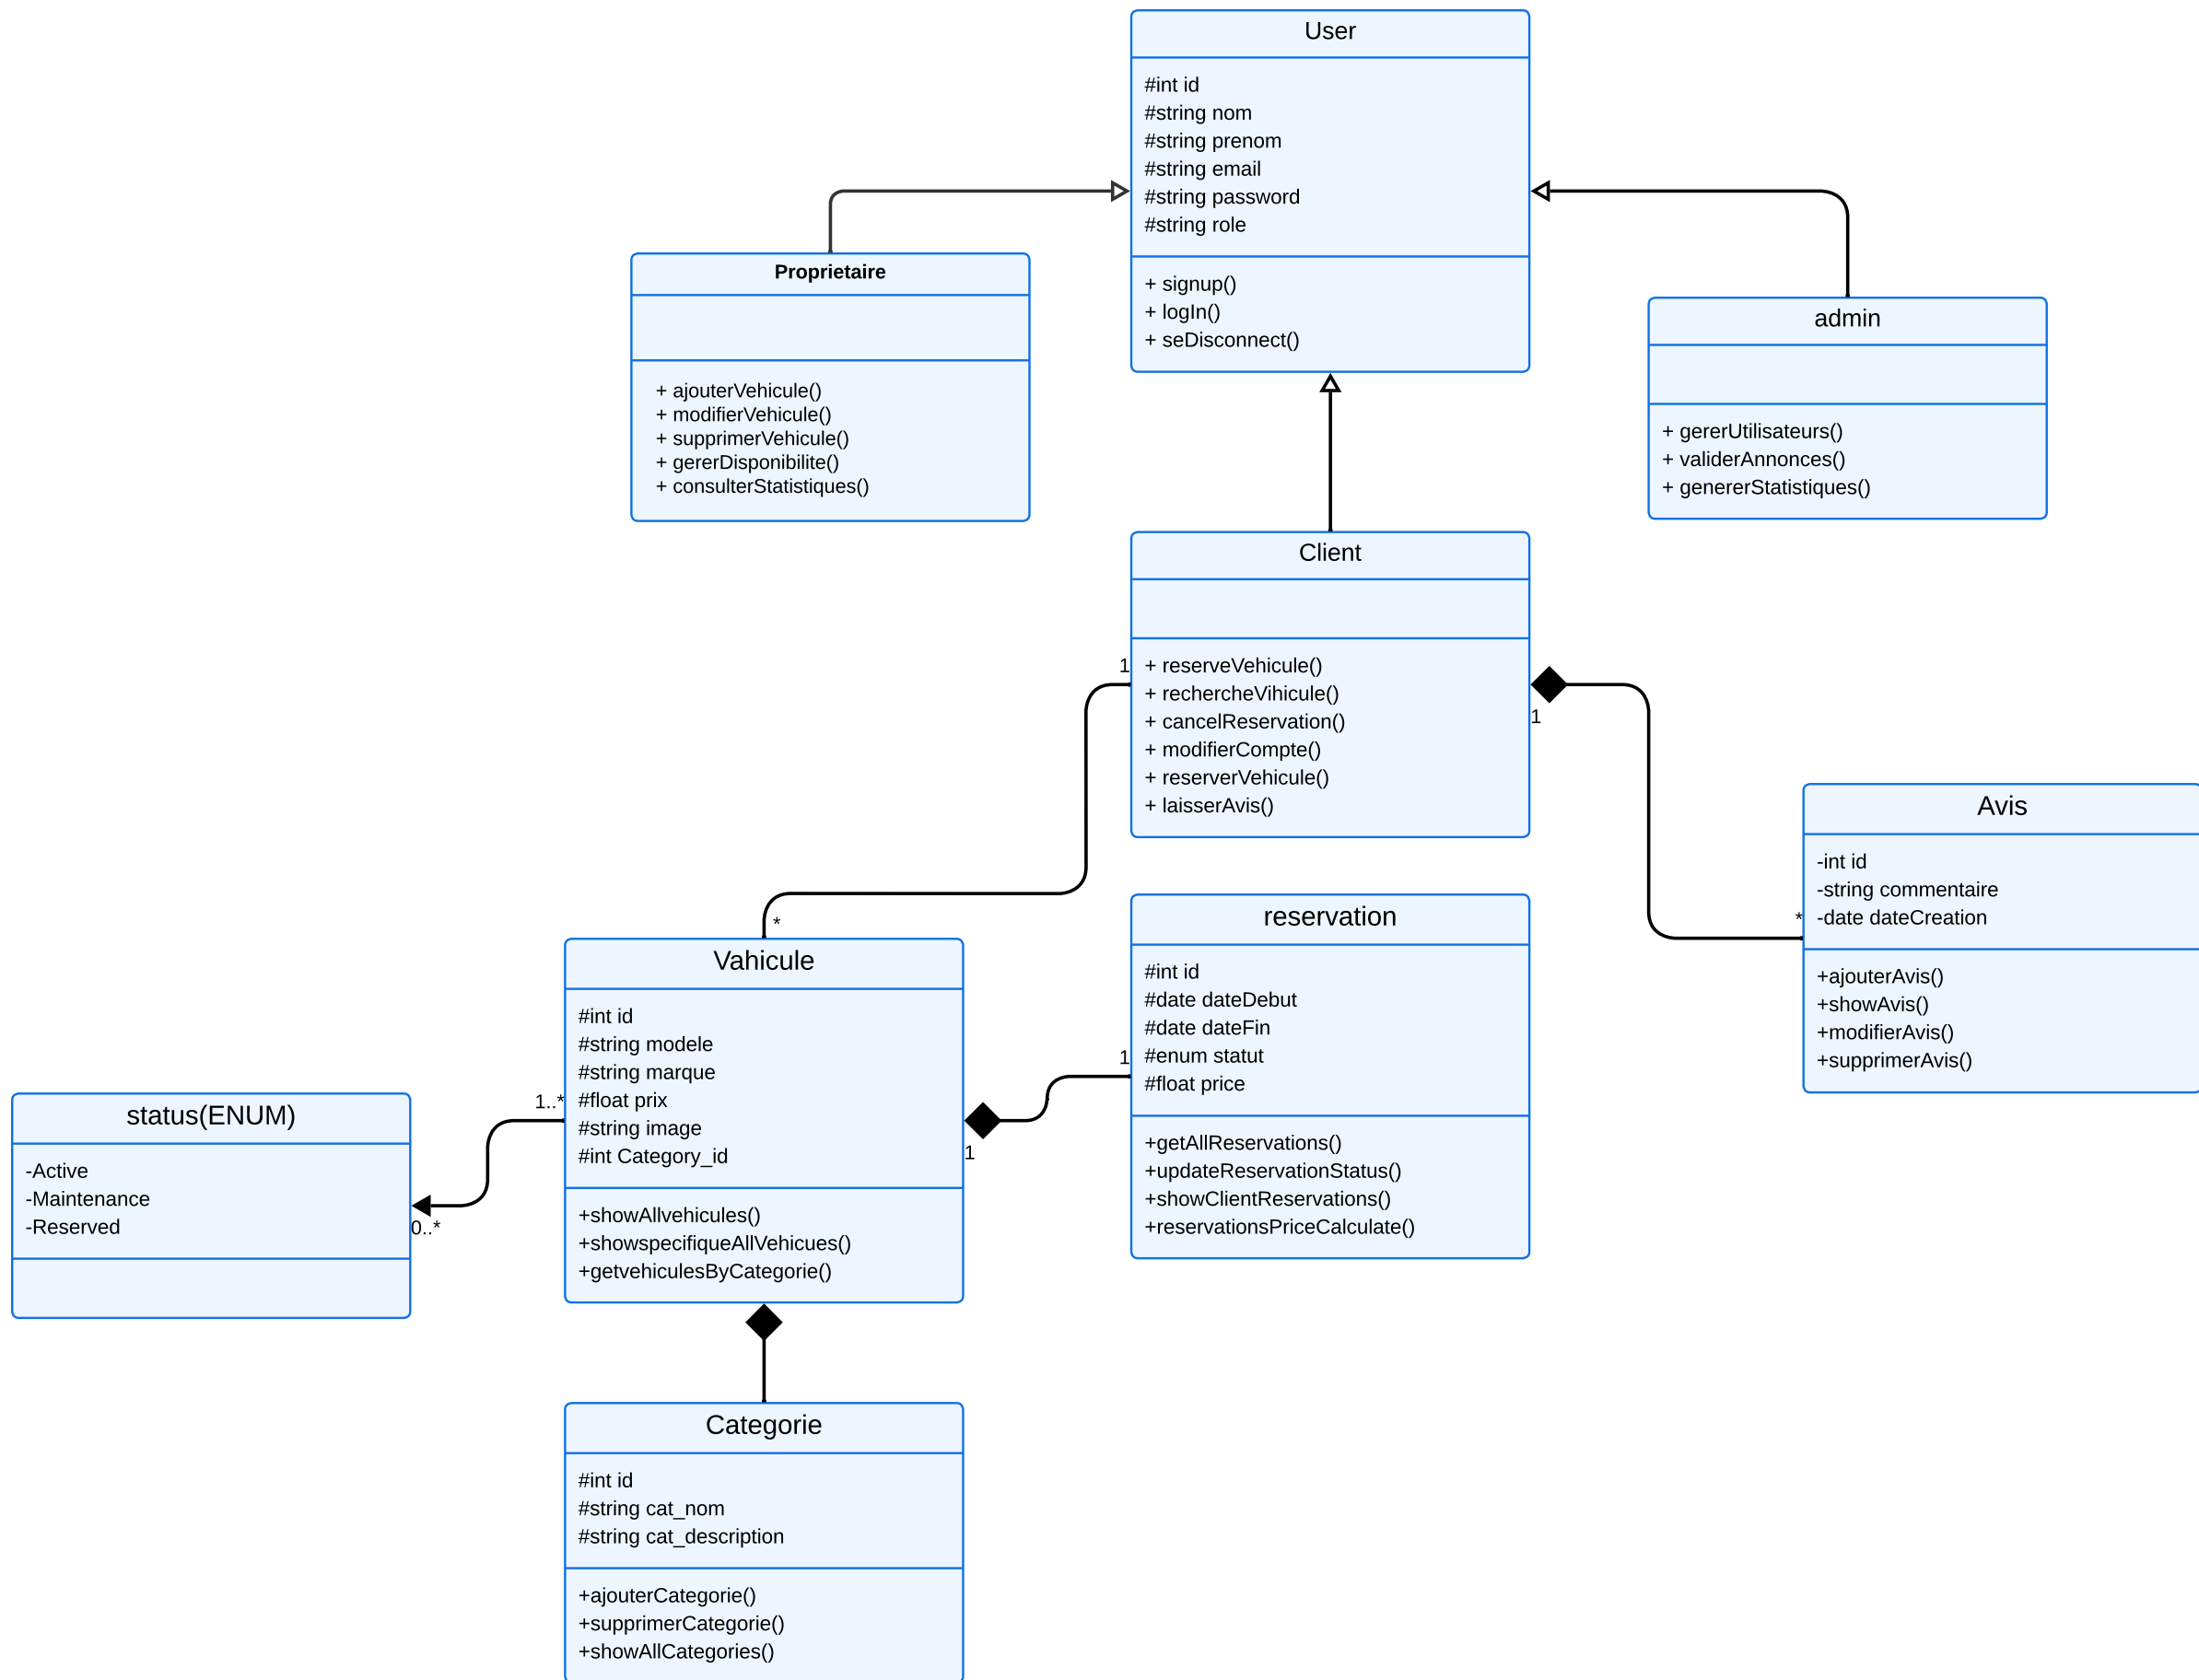 User
#int id
#string nom
#string prenom
#string email
#string password
#string role
+ signup()
+ logIn()
+ seDisconnect()
Proprietaire
+ ajouterVehicule()
+ modifierVehicule()
+ supprimerVehicule()
+ gererDisponibilite()
+ consulterStatistiques()
admin
+ gererUtilisateurs()
+ validerAnnonces()
+ genererStatistiques()
Client
+ reserveVehicule()
+ rechercheVihicule()
+ cancelReservation()
+ modifierCompte()
+ reserverVehicule()
+ laisserAvis()
1
1
*
*
Avis
-int id
-string commentaire
-date dateCreation
+ajouterAvis()
+showAvis()
+modifierAvis()
+supprimerAvis()
reservation
#int id
#date dateDebut
#date dateFin
#enum statut
#float price
+getAllReservations()
+updateReservationStatus()
+showClientReservations()
+reservationsPriceCalculate()
1
1
Vahicule
#int id
#string modele
#string marque
#float prix
#string image
#int Category_id
+showAllvehicules()
+showspecifiqueAllVehicues()
+getvehiculesByCategorie()
1..*
0..*
status(ENUM)
-Active
-Maintenance
-Reserved
Categorie
#int id
#string cat_nom
#string cat_description
+ajouterCategorie()
+supprimerCategorie()
+showAllCategories()